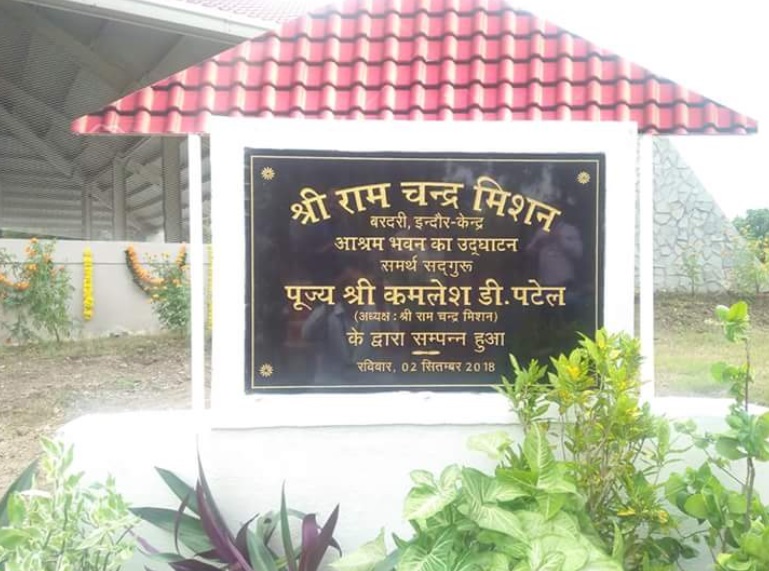 श्री राम चन्द्र मिशन
बरदरी, इन्दौर-केन्द्र
आश्रम भवन का उद्घाटन
समर्थ सद्गुरू
पूज्य श्री कमलेश डी. पटेल
(अध्यक्ष : श्री राम चन्द्र मिशन)
के द्वारा सम्पन्न हुआ
रविवार, 02 सितम्बर 2018